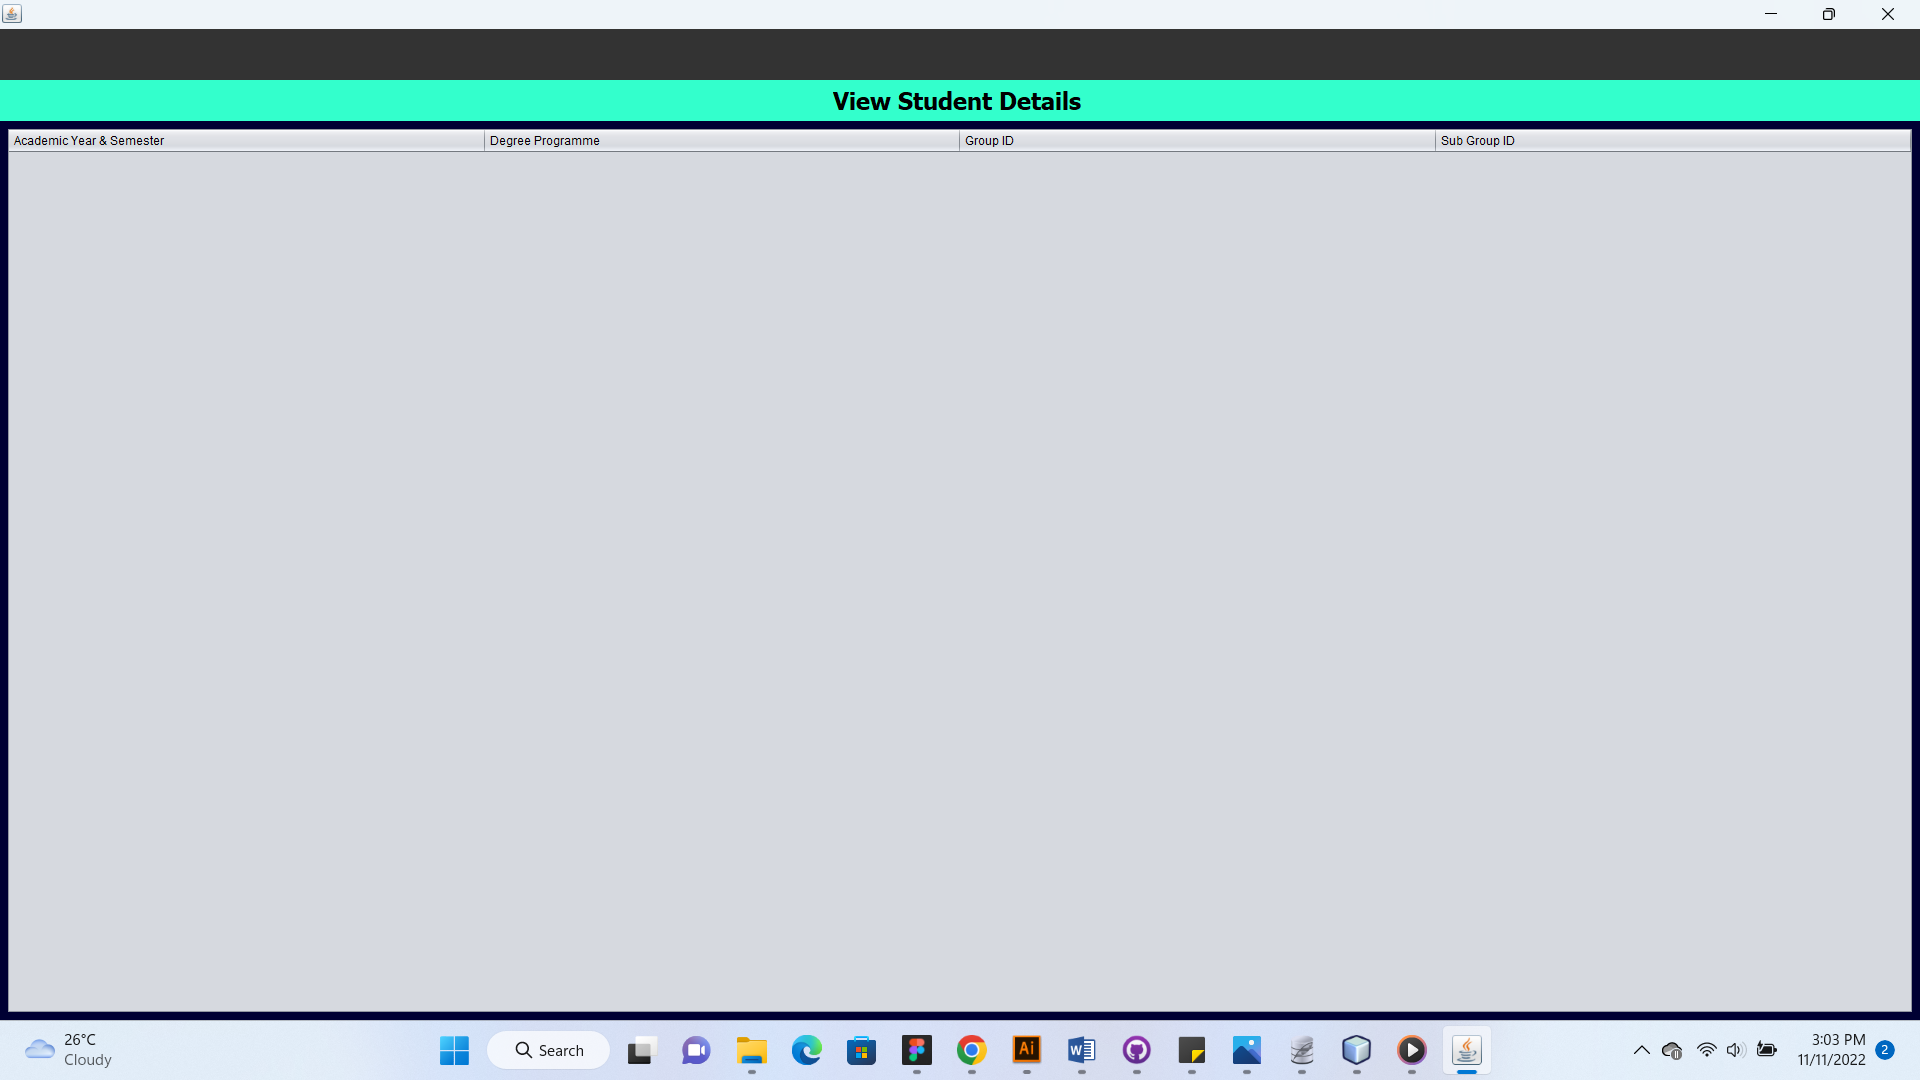 View Student Details
Academic Year & Semester
Degree Programme
Group ID
Sub Group ID
26°C
Cloudy
Search
Ai
W
3:03 PM
11/11/2022
2